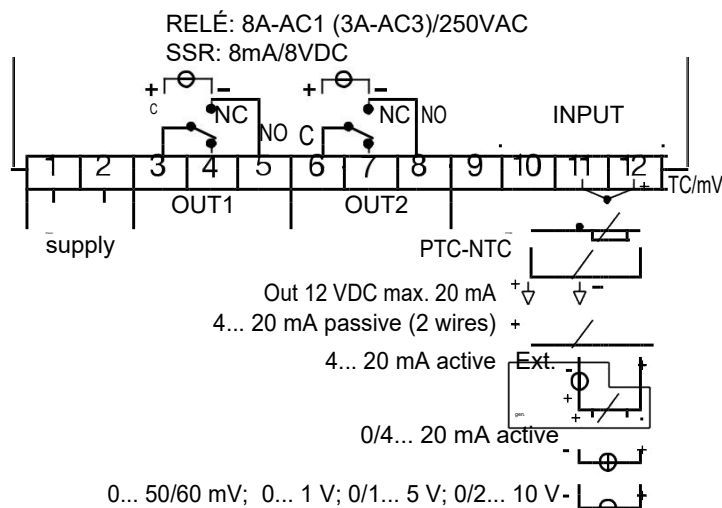 RELÉ: 8A-AC1 (3A-AC3)/250VAC
SSR: 8mA/8VDC
+ - + -
C NC NO C NC NO INPUT
1 2 3 4 5 6 7 8 9 10 11 12
- + TC/mV
OUT1 OUT2
supply PTC-NTC
Out 12 VDC max. 20 mA + -
4... 20 mA passive (2 wires) +
4... 20 mA active Ext. - +
gen. + +
0/4... 20 mA active - +
0... 50/60 mV; 0... 1 V; 0/1... 5 V; 0/2... 10 V - +